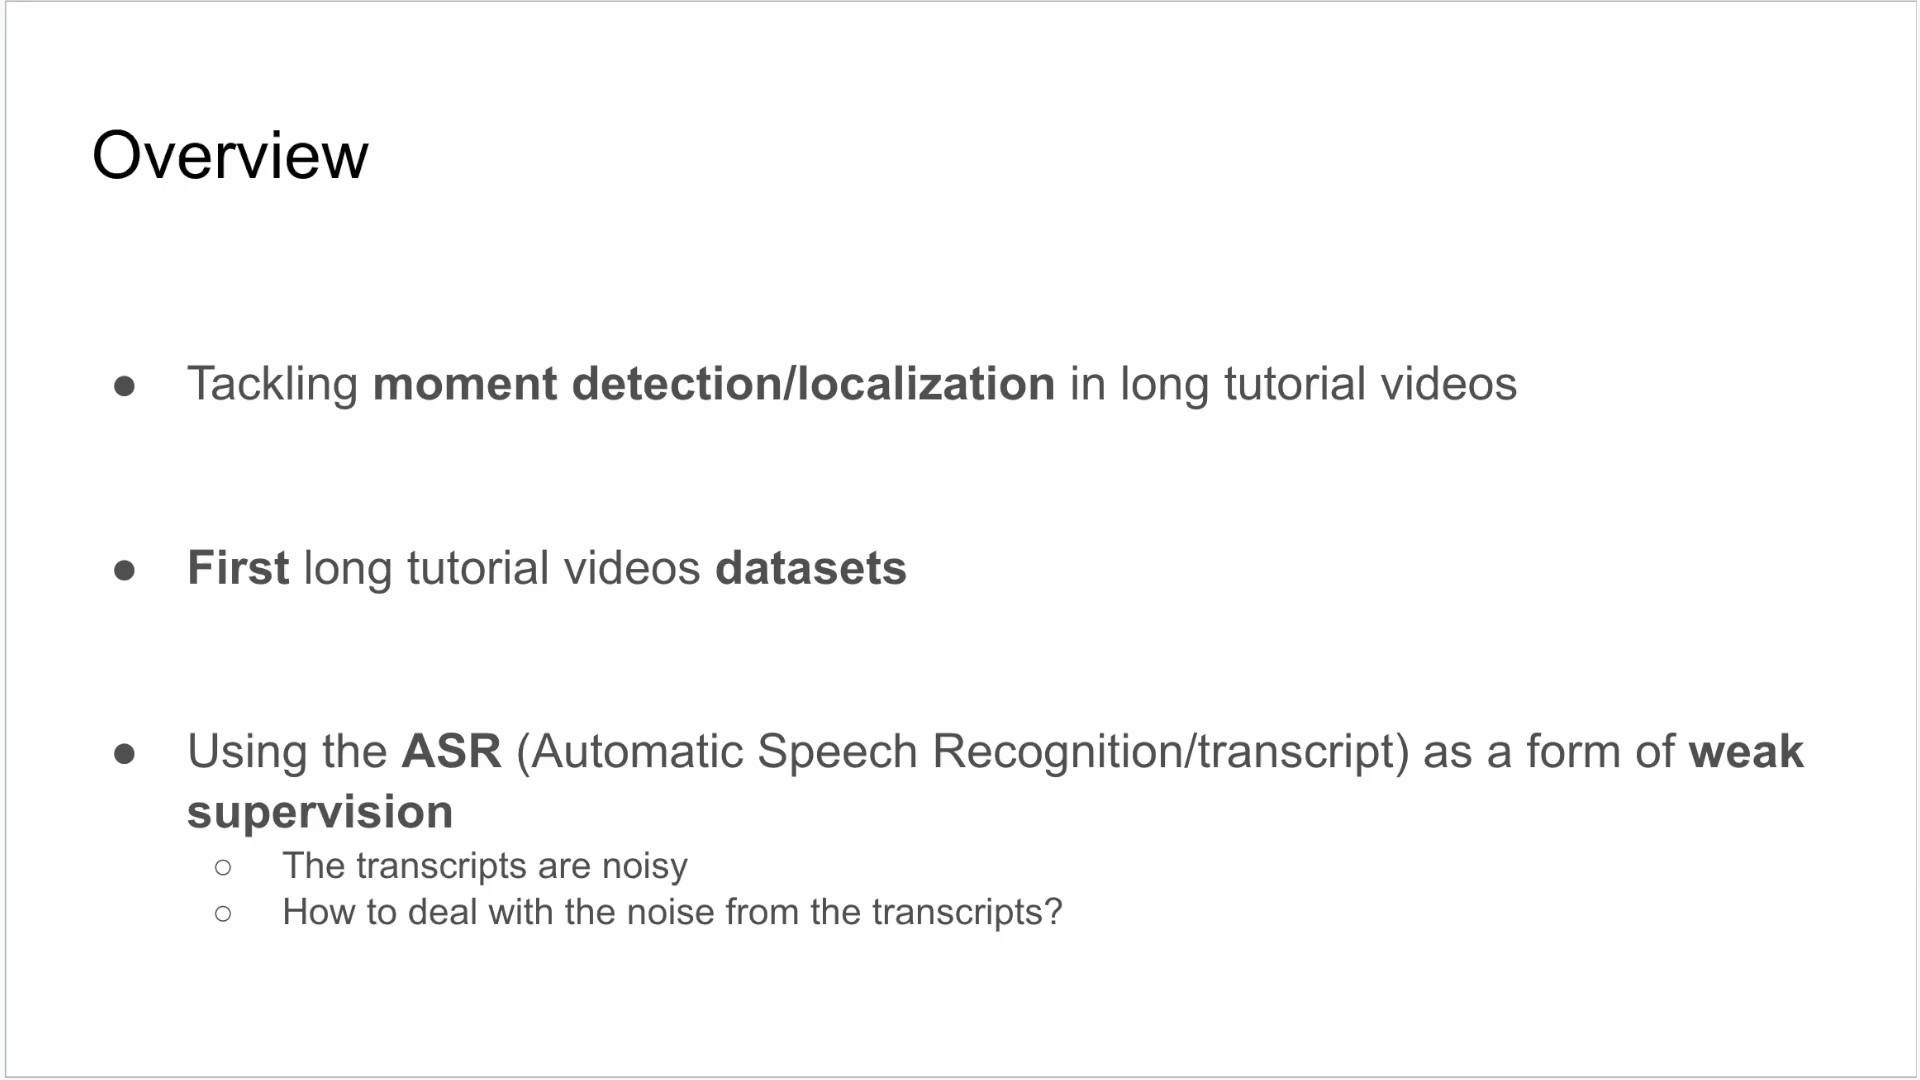 Overview
● Tackling moment detection/localization in long tutorial videos
● First long tutorial videos datasets
● Using the ASR (Automatic Speech Recognition/transcript) as a form of weak
supervision
○ The transcripts are noisy
○ How to deal with the noise from the transcripts?